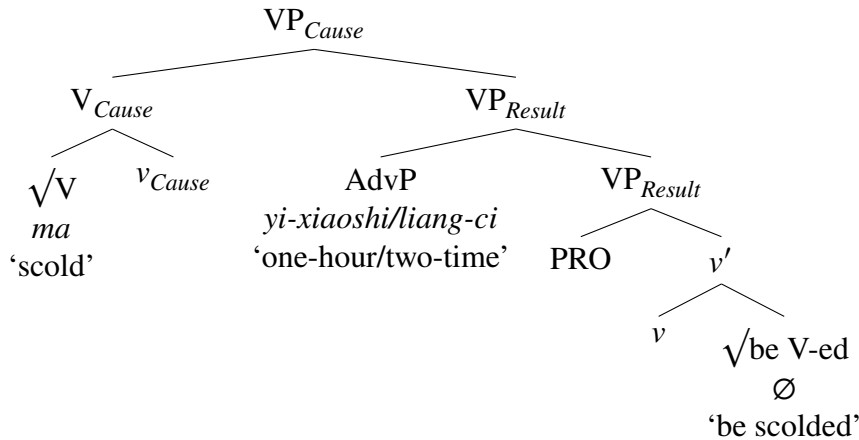 VP_Cause
V_Cause VP_Result
√V v_Cause AdvP VP_Result
ma yi-xiaoshi/liang-ci
‘scold’ ‘one-hour/two-time’ PRO v′
v √be V-ed
∅
‘be scolded’